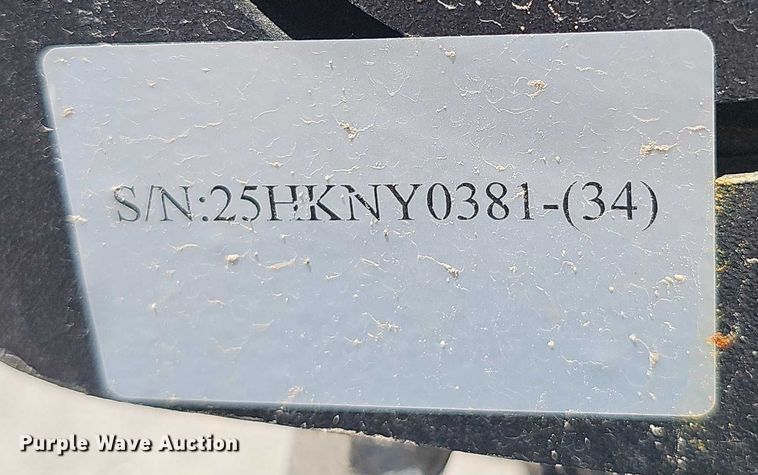 S/N:25HKNY0381-(34)
Purple Wave Auction